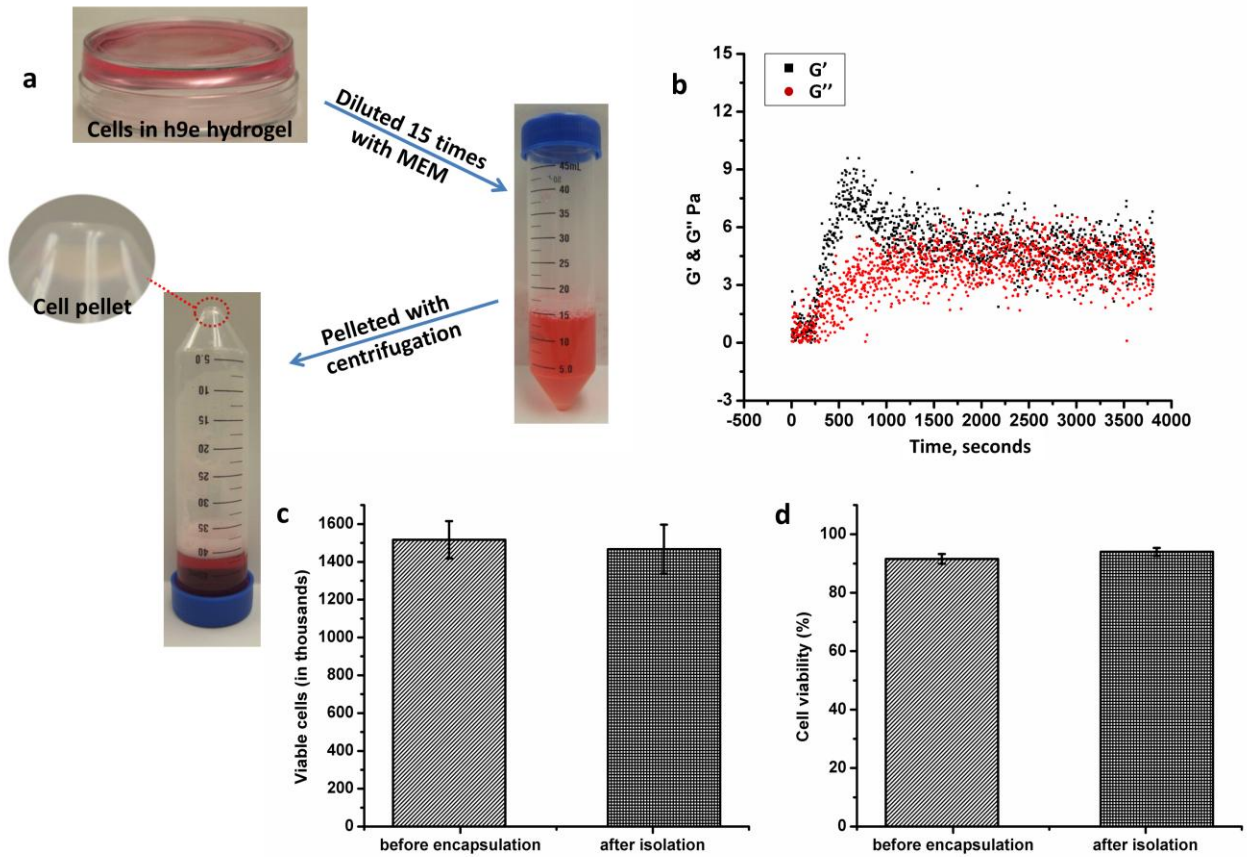 a
Cells in h9e hydrogel
Diluted 15 times
with MEM
45mL
40
35
30
25
20
15
10
5.0
Cell pellet
Pelleted with
centrifugation
5.0
10
15
20
25
30
35
40
b
G'
G''
15
12
9
6
3
0
-3
G' & G'' Pa
-500 0 500 1000 1500 2000 2500 3000 3500 4000
Time, seconds
c
1600
1400
1200
1000
800
600
400
200
0
Viable cells (in thousands)
before encapsulation after isolation
d
100
80
60
40
20
0
Cell viability (%)
before encapsulation after isolation